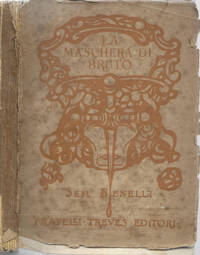 LA
MASCHERA DI
BRUTO
SEM BENELLI
FRATELLI TREVES EDITORI